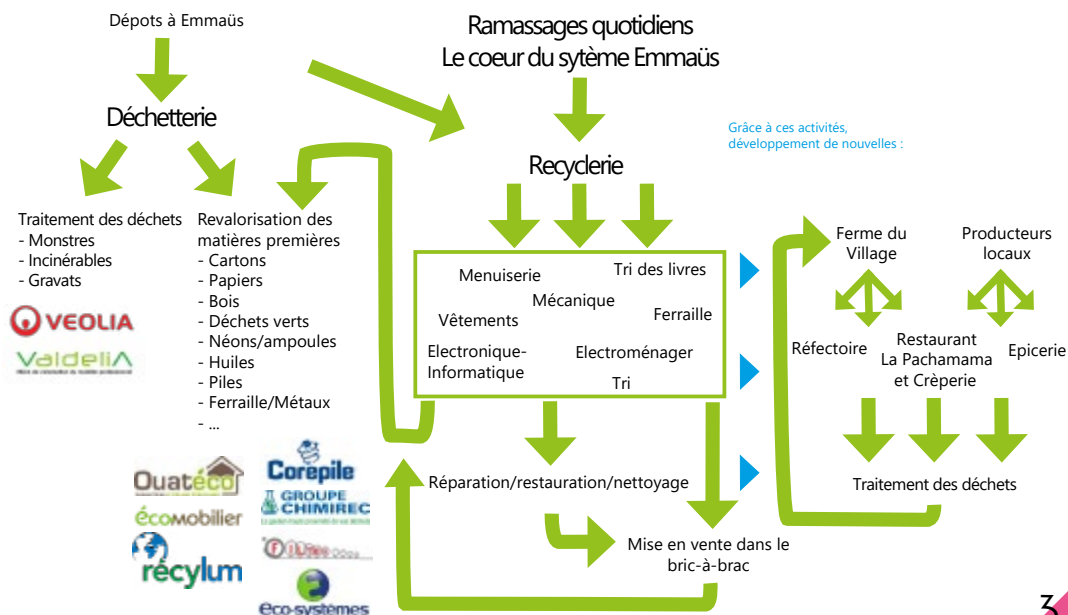 Dépots à Emmaüs
Ramassages quotidiens
Le coeur du sytème Emmaüs
Déchetterie
Grâce à ces activités,
développement de nouvelles :
Recyclerie
Traitement des déchets
- Monstres
- Incinérables
- Gravats
VEOLIA
ValdeliA
Revalorisation des
matières premières
- Cartons
- Papiers
- Bois
- Déchets verts
- Néons/ampoules
- Huiles
- Piles
- Ferraille/Métaux
- ...
Menuiserie
Tri des livres
Mécanique
Vêtements
Ferraille
Electronique-
Informatique
Electroménager
Tri
Ferme du
Village
Producteurs
locaux
Réfectoire
Restaurant
La Pachamama
et Crèperie
Epicerie
Traitement des déchets
Réparation/restauration/nettoyage
Mise en vente dans le
bric-à-brac
Ouatéco
écomobilier
récylum
Corepile
GROUPE
CHIMIREC
éco-systèmes
3